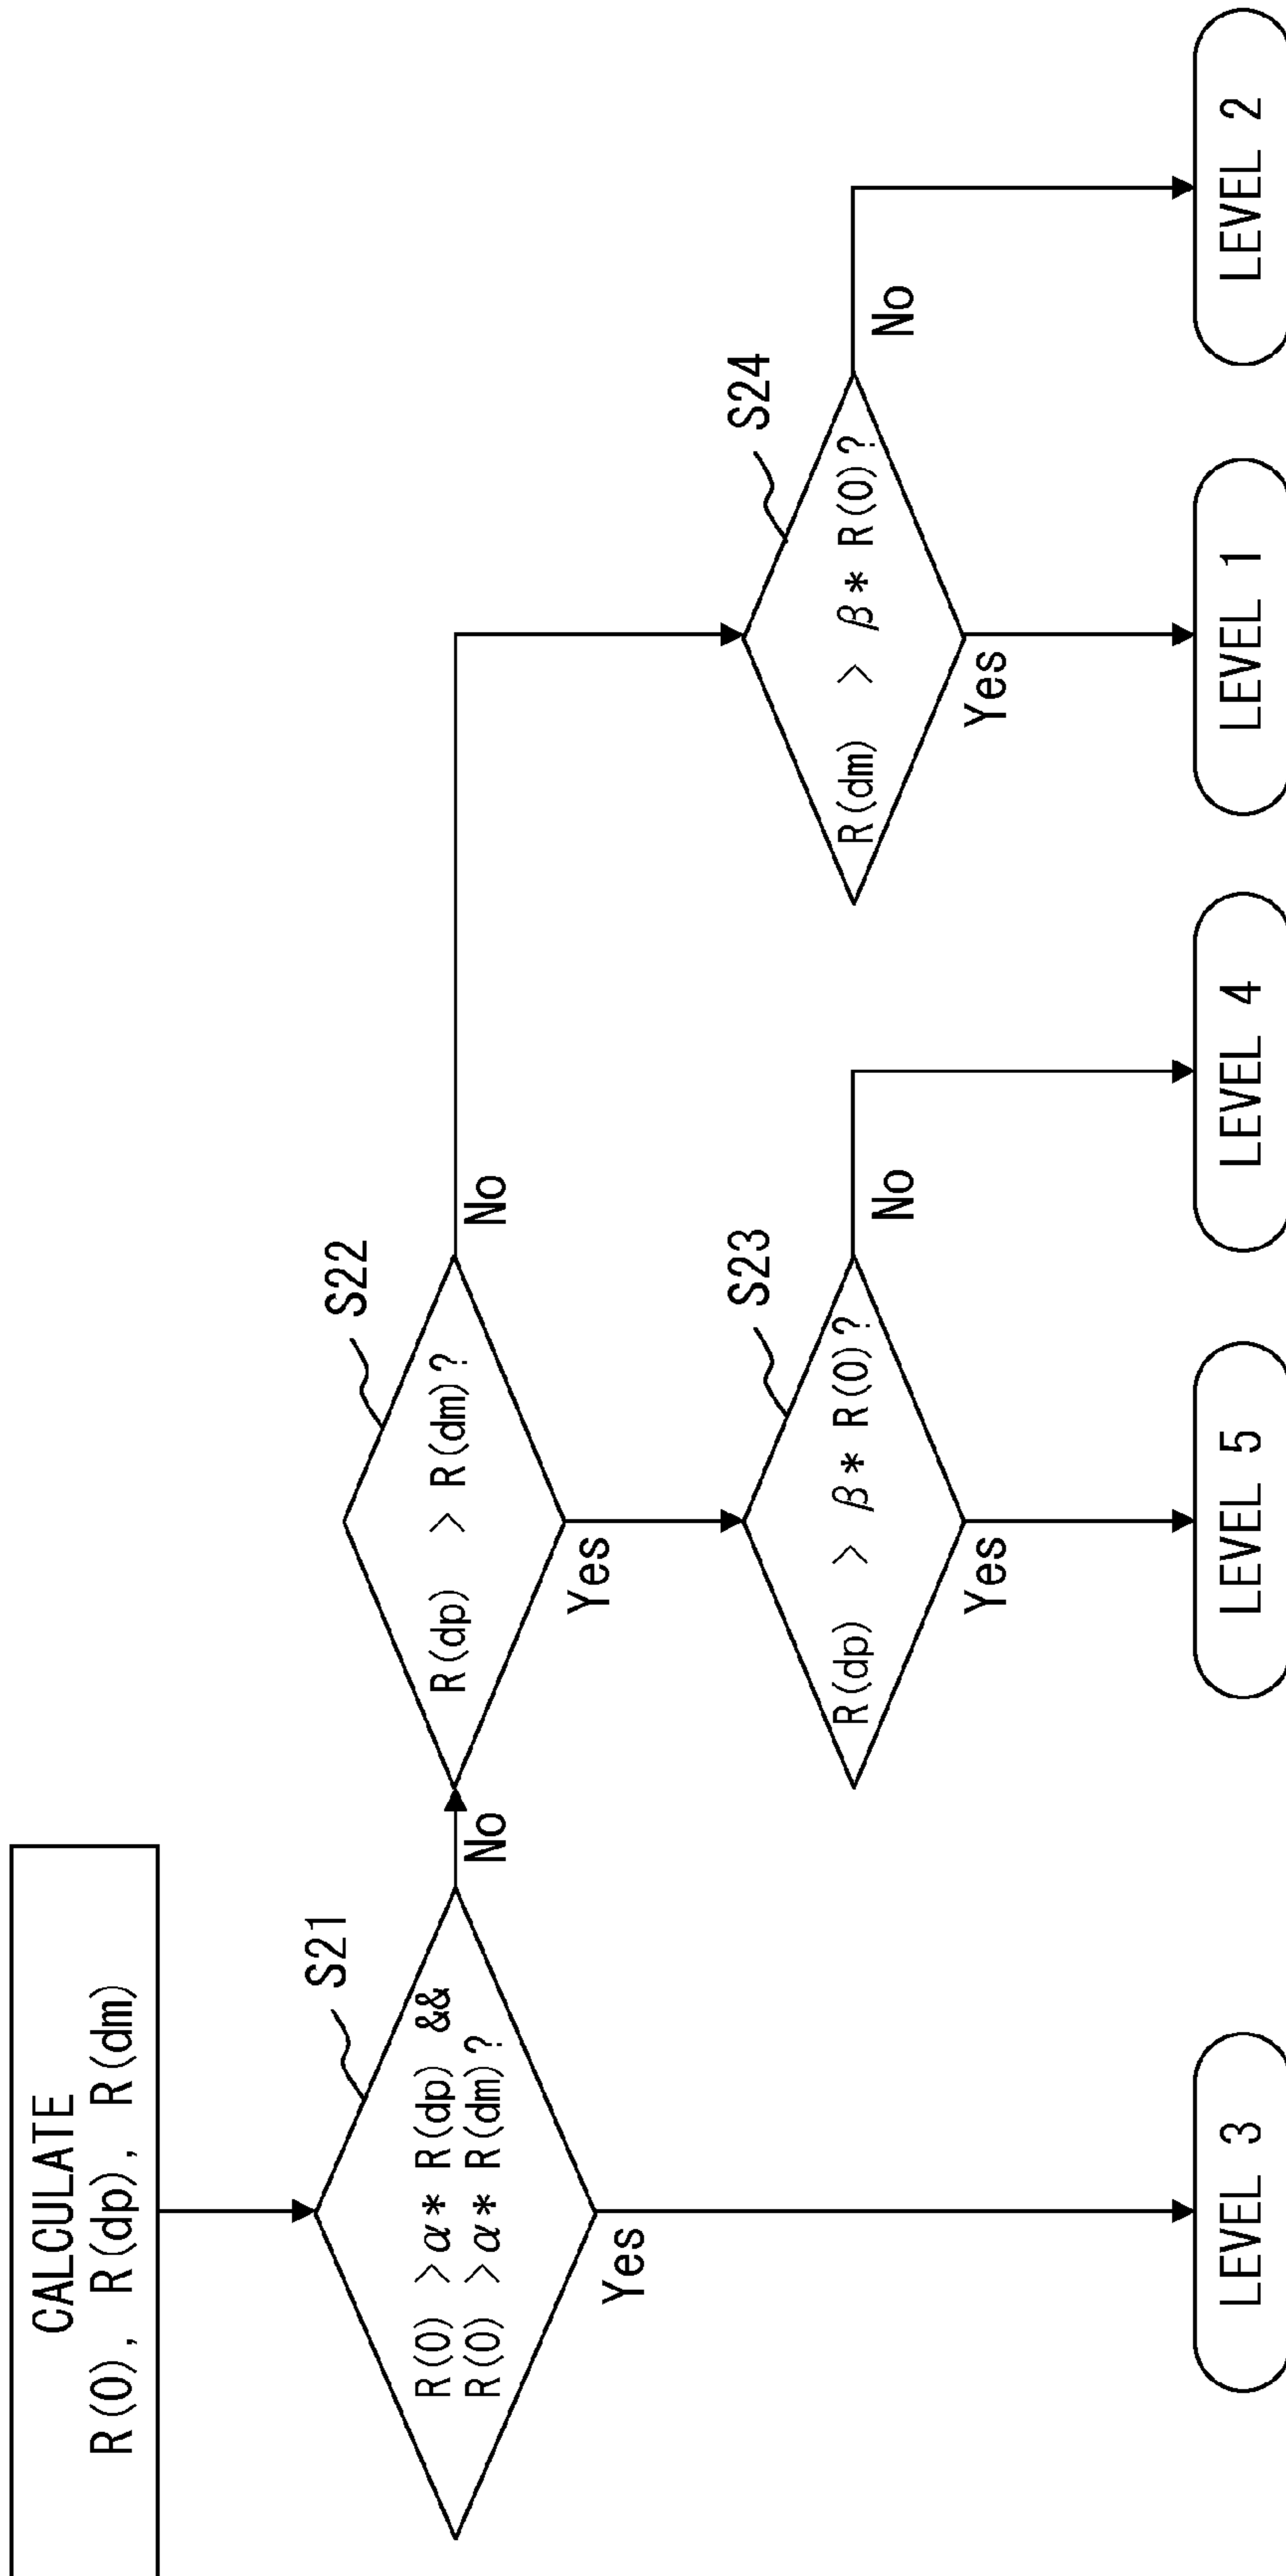 CALCULATE
R(0), R(dp), R(dm)
S21
R(0) >α* R(dp) &&
R(0) >α* R(dm)?
No
Yes
S22
R(dp) > R(dm)?
No
Yes
S23
R(dp) > β* R(0)?
No
Yes
S24
R(dm) > β* R(0)?
No
Yes
LEVEL 3
LEVEL 5
LEVEL 4
LEVEL 1
LEVEL 2